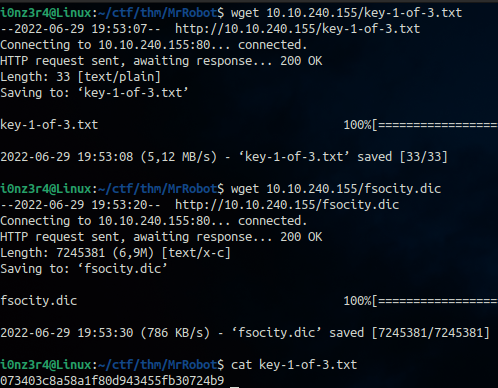 i0nz3r4@Linux:~/ctf/thm/MrRobot$ wget 10.10.240.155/key-1-of-3.txt
--2022-06-29 19:53:07--  http://10.10.240.155/key-1-of-3.txt
Connecting to 10.10.240.155:80... connected.
HTTP request sent, awaiting response... 200 OK
Length: 33 [text/plain]
Saving to: ‘key-1-of-3.txt’
key-1-of-3.txt 100%[=================
2022-06-29 19:53:08 (5,12 MB/s) - ‘key-1-of-3.txt’ saved [33/33]
i0nz3r4@Linux:~/ctf/thm/MrRobot$ wget 10.10.240.155/fsocity.dic
--2022-06-29 19:53:20--  http://10.10.240.155/fsocity.dic
Connecting to 10.10.240.155:80... connected.
HTTP request sent, awaiting response... 200 OK
Length: 7245381 (6,9M) [text/x-c]
Saving to: ‘fsocity.dic’
fsocity.dic 100%[=================
2022-06-29 19:53:30 (786 KB/s) - ‘fsocity.dic’ saved [7245381/7245381]
i0nz3r4@Linux:~/ctf/thm/MrRobot$ cat key-1-of-3.txt
073403c8a58a1f80d943455fb30724b9